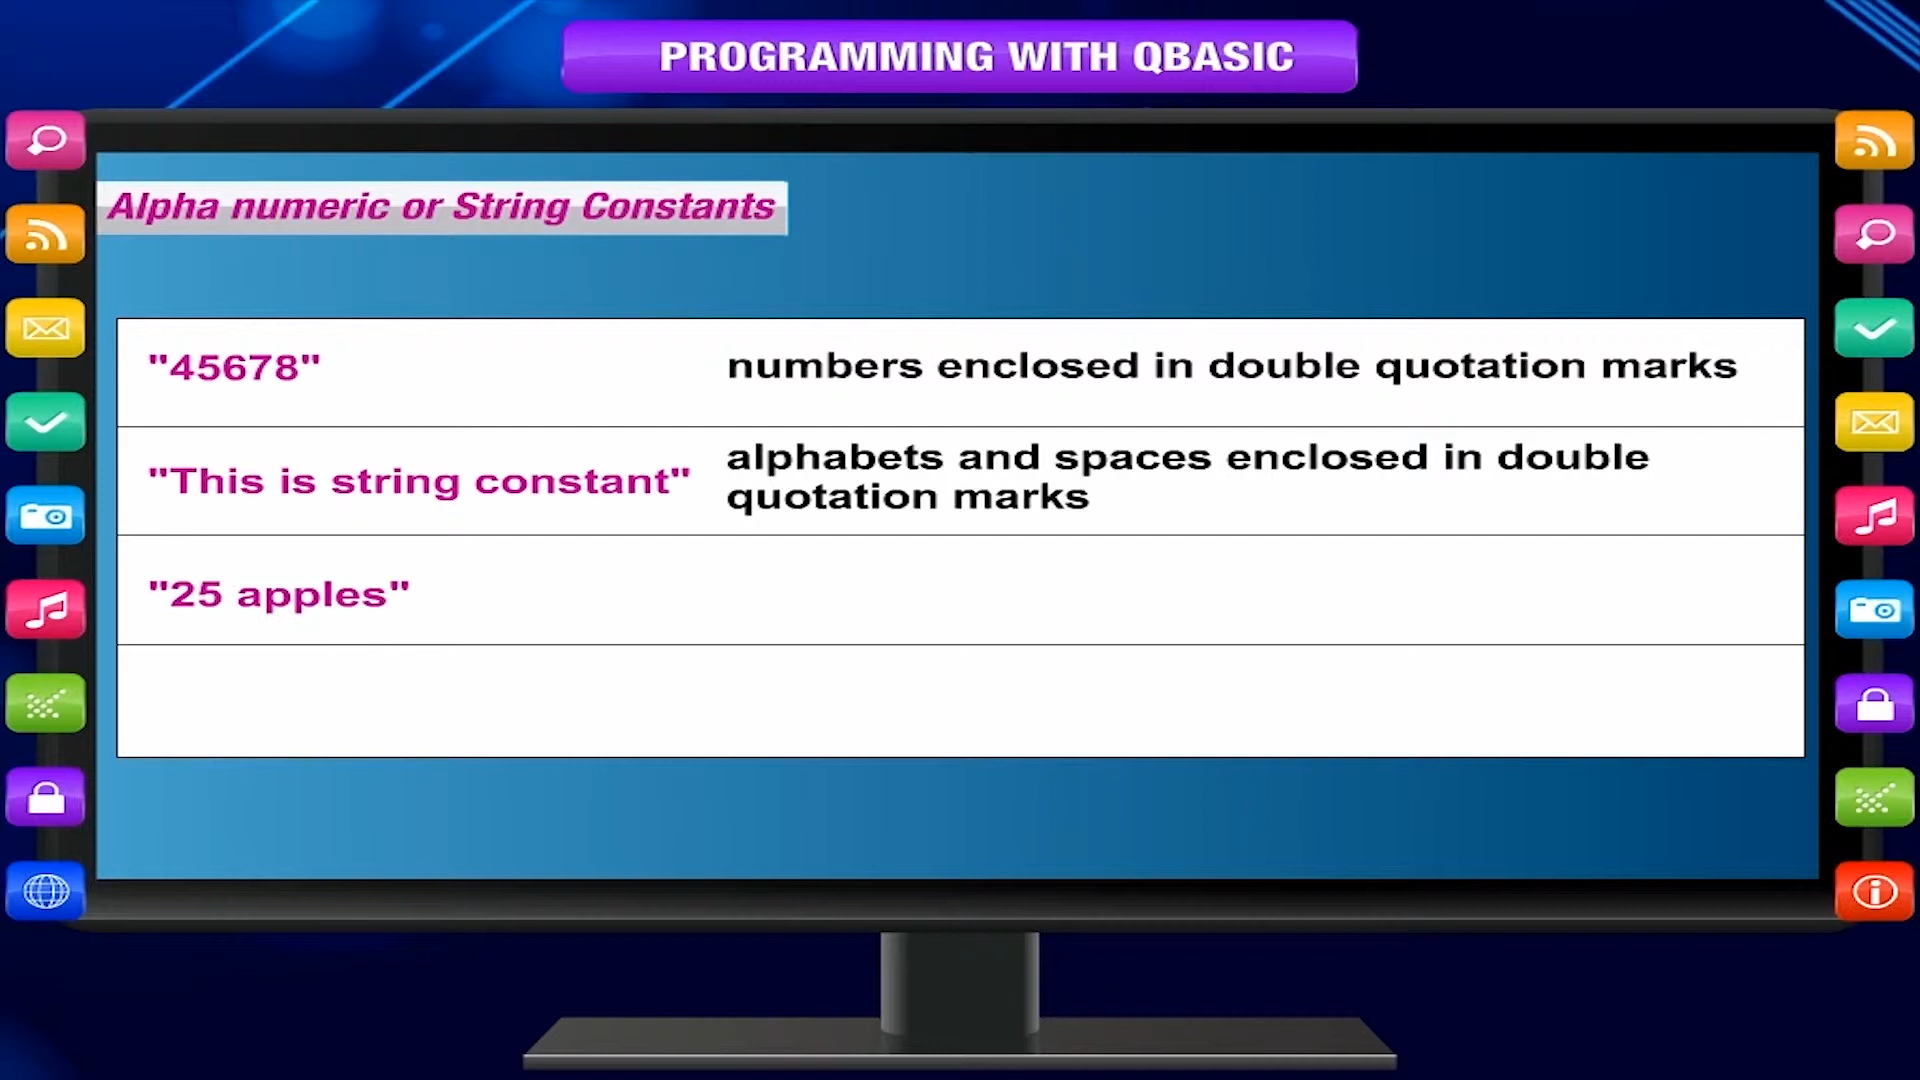 PROGRAMMING WITH QBASIC
Alpha numeric or String Constants
"45678"
numbers enclosed in double quotation marks
"This is string constant"
alphabets and spaces enclosed in double
quotation marks
"25 apples"